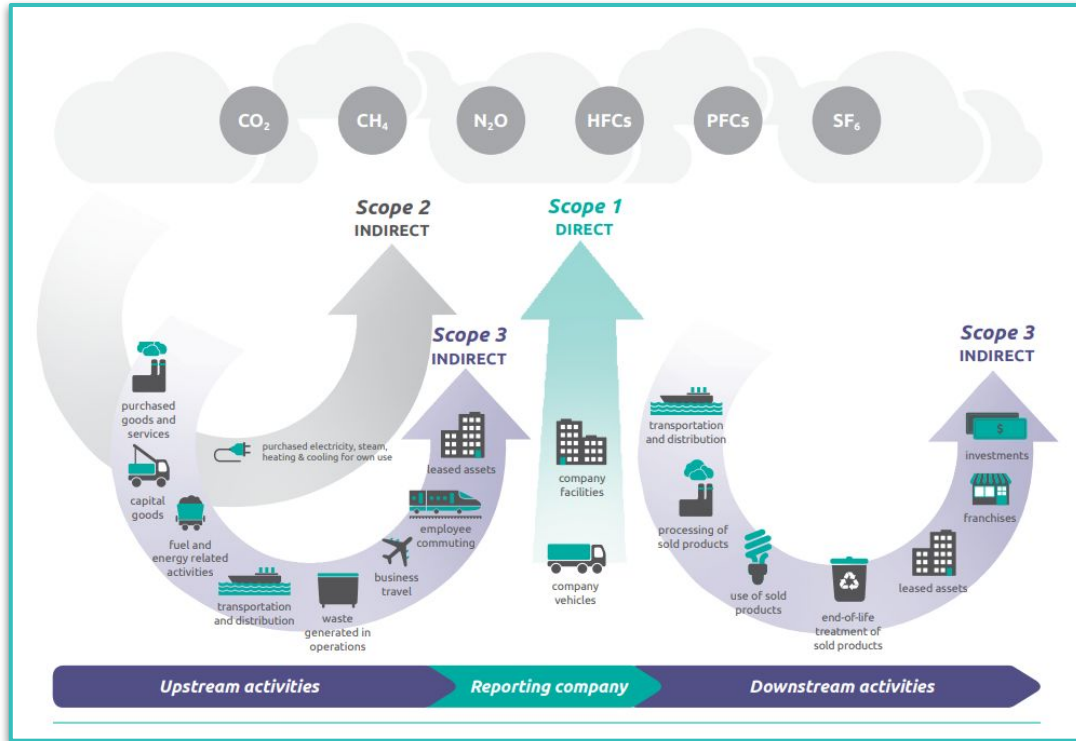 CO₂
CH₄
N₂O
HFCs
PFCs
SF₆
Scope 2
INDIRECT
Scope 1
DIRECT
Scope 3
INDIRECT
Scope 3
INDIRECT
purchased
goods and
services
capital
goods
fuel and
energy related
activities
transportation
and distribution
waste
generated in
operations
business
travel
employee
commuting
leased assets
purchased electricity, steam,
heating & cooling for own use
company
facilities
company
vehicles
transportation
and distribution
processing of
sold products
use of sold
products
end-of-life
treatment of
sold products
leased assets
franchises
$
investments
Upstream activities
Reporting company
Downstream activities